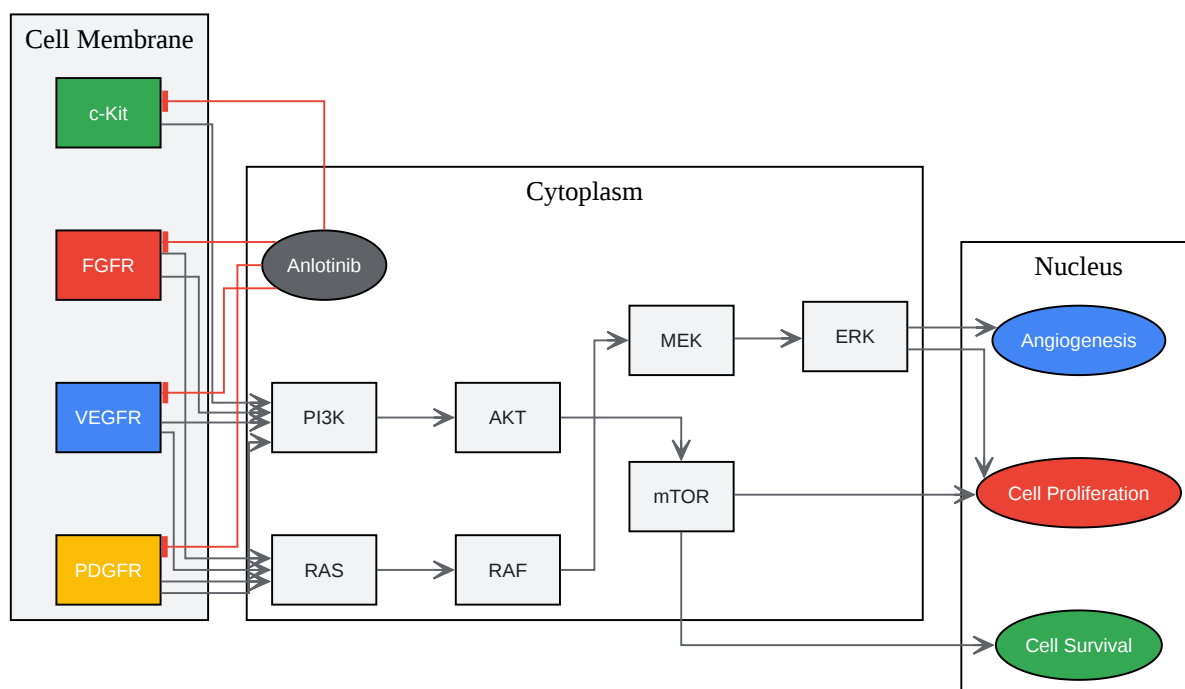 Cell Membrane
c-Kit
FGFR
VEGFR
PDGFR
Cytoplasm
Anlotinib
PI3K
AKT
MEK
ERK
mTOR
RAS
RAF
Nucleus
Angiogenesis
Cell Proliferation
Cell Survival